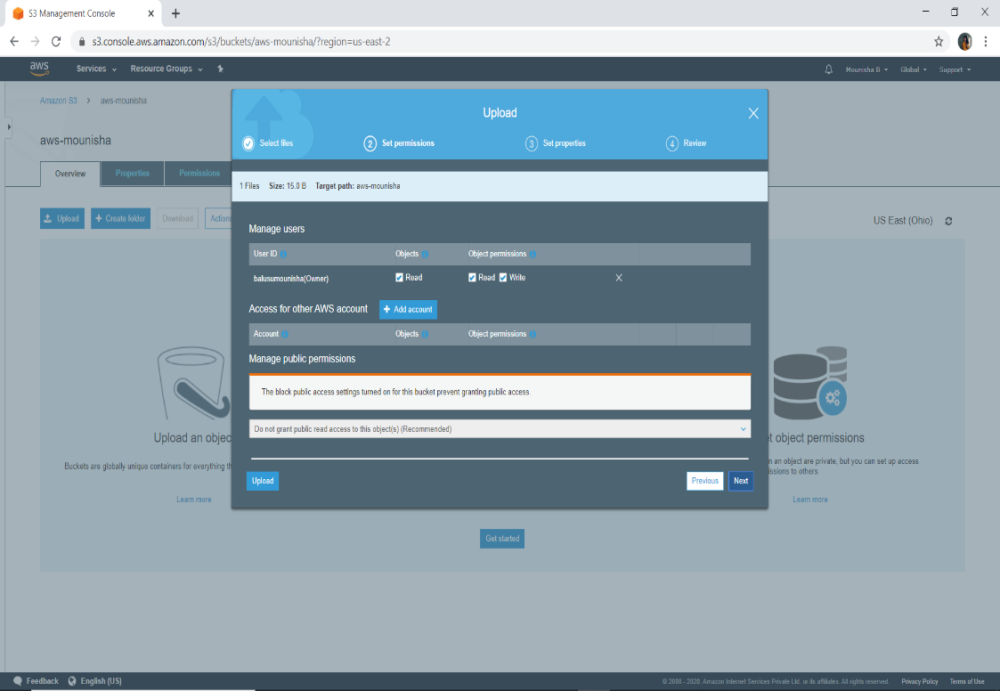 S3 Management Console
s3.console.aws.amazon.com/s3/buckets/aws-mounisha/?region=us-east-2
aws Services Resource Groups Mounisha B Global Support
Amazon S3 > aws-mounisha
aws-mounisha
Overview Properties Permissions
Upload + Create folder Download Action
US East (Ohio)
Upload
Select files 2 Set permissions 3 Set properties 4 Review
1 Files Size: 15.0 B Target path: aws-mounisha
Manage users
User ID Objects Object permissions
balusumounisha(Owner) Read Read Write X
Access for other AWS account + Add account
Account Objects Object permissions
Manage public permissions
The block public access settings turned on for this bucket prevent granting public access.
Do not grant public read access to this object(s) (Recommended)
Upload Previous Next
Upload an objec
Buckets are globally unique containers for everything th
Learn more
t object permissions
an object are private, but you can set up access
issions to others.
Learn more
Get started
Feedback English (US) © 2008 - 2020, Amazon Internet Services Private Ltd. or its affiliates. All rights reserved. Privacy Policy Terms of Use